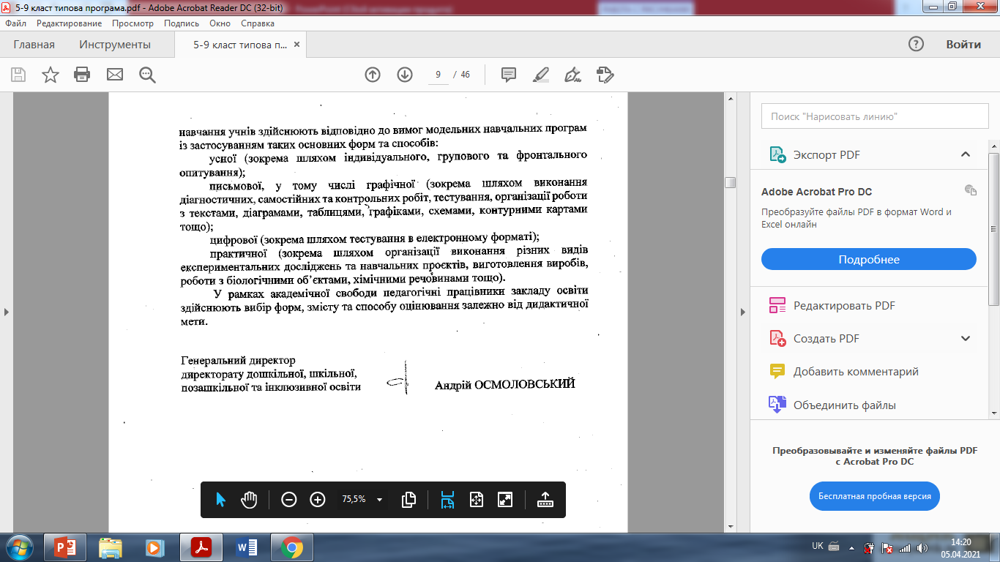 5-9 класт типова програма.pdf - Adobe Acrobat Reader DC (32-bit)
Файл Редактирование Просмотр Подпись Окно Справка
Главная Инструменты 5-9 класт типова п... × Войти
9 / 46
навчання учнів здійснюють відповідно до вимог модельних навчальних програм
із застосуванням таких основних форм та способів:
усної (зокрема шляхом індивідуального, групового та фронтального
опитування);
письмової, у тому числі графічної (зокрема шляхом виконання
діагностичних, самостійних та контрольних робіт, тестування, організації роботи
з текстами, діаграмами, таблицями, графіками, схемами, контурними картами
тощо);
цифрової (зокрема шляхом тестування в електронному форматі);
практичної (зокрема шляхом організації виконання різних видів
експериментальних досліджень та навчальних проєктів, виготовлення виробів,
роботи з біологічними об’єктами, хімічними речовинами тощо).
У рамках академічної свободи педагогічні працівники закладу освіти
здійснюють вибір форм, змісту та способу оцінювання залежно від дидактичної
мети.
Генеральний директор
директорату дошкільної, шкільної,
позашкільної та інклюзивної освіти Андрій ОСМОЛОВСЬКИЙ
75,5%
Поиск "Нарисовать линию"
Экспорт PDF
Adobe Acrobat Pro DC
Преобразуйте файлы PDF в формат Word и
Excel онлайн
Подробнее
Редактировать PDF
Создать PDF
Добавить комментарий
Объединить файлы
Преобразовывайте и изменяйте файлы PDF
с Acrobat Pro DC
Бесплатная пробная версия
UK 14:20
05.04.2021